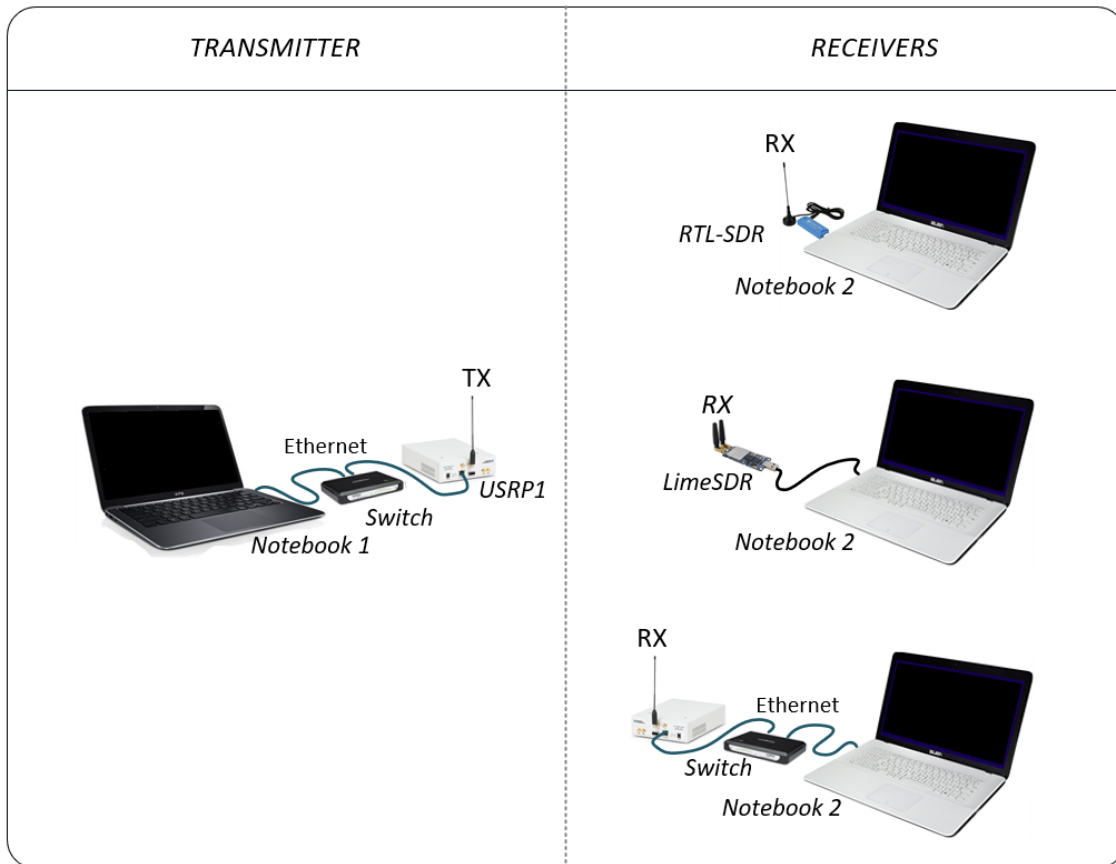 TRANSMITTER
RECEIVERS
RX
RTL-SDR
Notebook 2
TX
Ethernet
USRP1
Switch
Notebook 1
RX
LimeSDR
Notebook 2
RX
Ethernet
Switch
Notebook 2